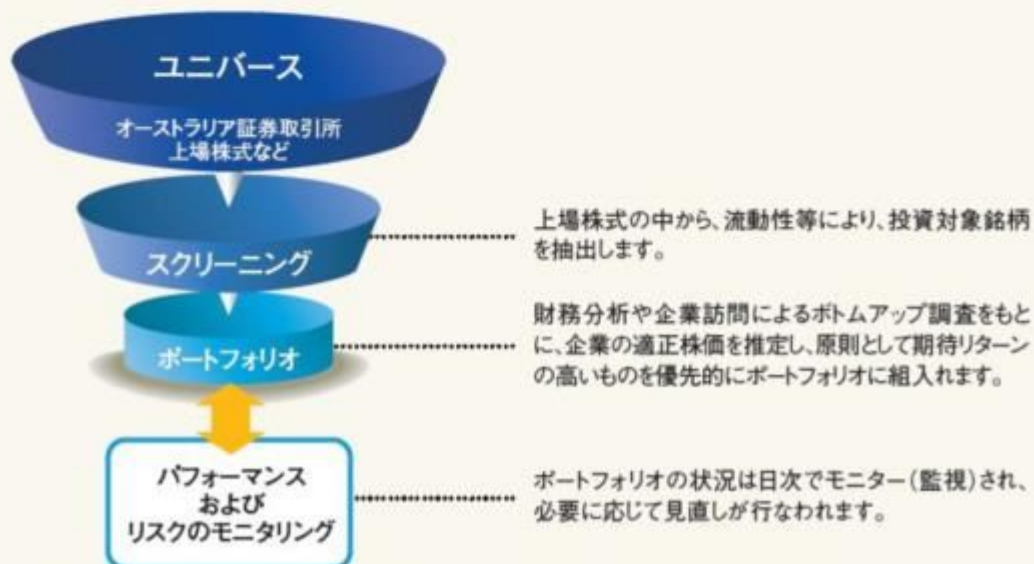 ユニバース
オーストラリア証券取引所
上場株式など
スクリーニング
上場株式の中から、流動性等により、投資対象銘柄
を抽出します。
ポートフォリオ
財務分析や企業訪問によるボトムアップ調査をもと
に、企業の適正株価を推定し、原則として期待リターン
の高いものを優先的にポートフォリオに組入れます。
パフォーマンス
および
リスクのモニタリング
ポートフォリオの状況は日次でモニター(監視)され、
必要に応じて見直しが行なわれます。